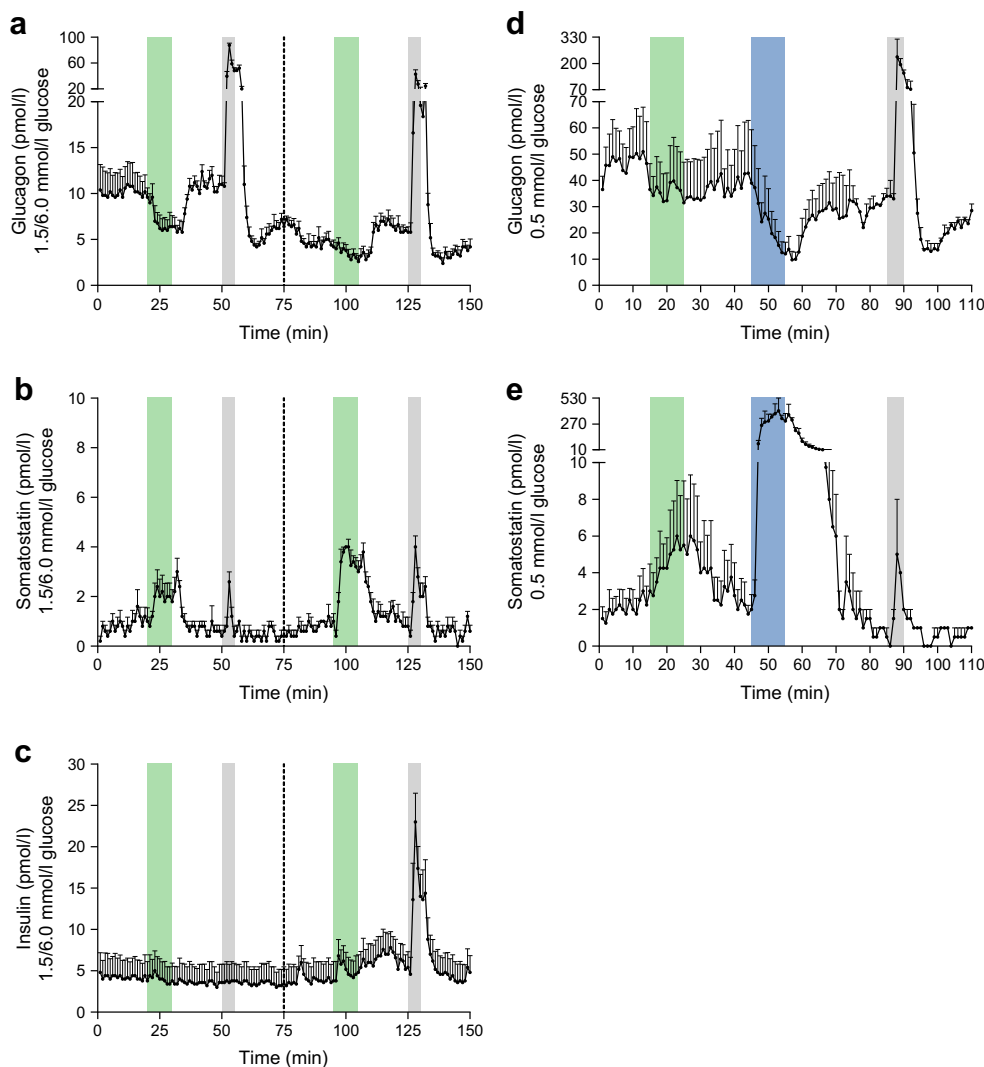 a
Glucagon (pmol/l)
1.5/6.0 mmol/l glucose
100
60
20
20
15
10
5
0
0 25 50 75 100 125 150
Time (min)
d
Glucagon (pmol/l)
0.5 mmol/l glucose
330
200
70
70
60
50
40
30
20
10
0
0 10 20 30 40 50 60 70 80 90 100 110
Time (min)
b
Somatostatin (pmol/l)
1.5/6.0 mmol/l glucose
10
8
6
4
2
0
0 25 50 75 100 125 150
Time (min)
e
Somatostatin (pmol/l)
0.5 mmol/l glucose
530
270
10
10
8
6
4
2
0
0 10 20 30 40 50 60 70 80 90 100 110
Time (min)
c
Insulin (pmol/l)
1.5/6.0 mmol/l glucose
30
25
20
15
10
5
0
0 25 50 75 100 125 150
Time (min)